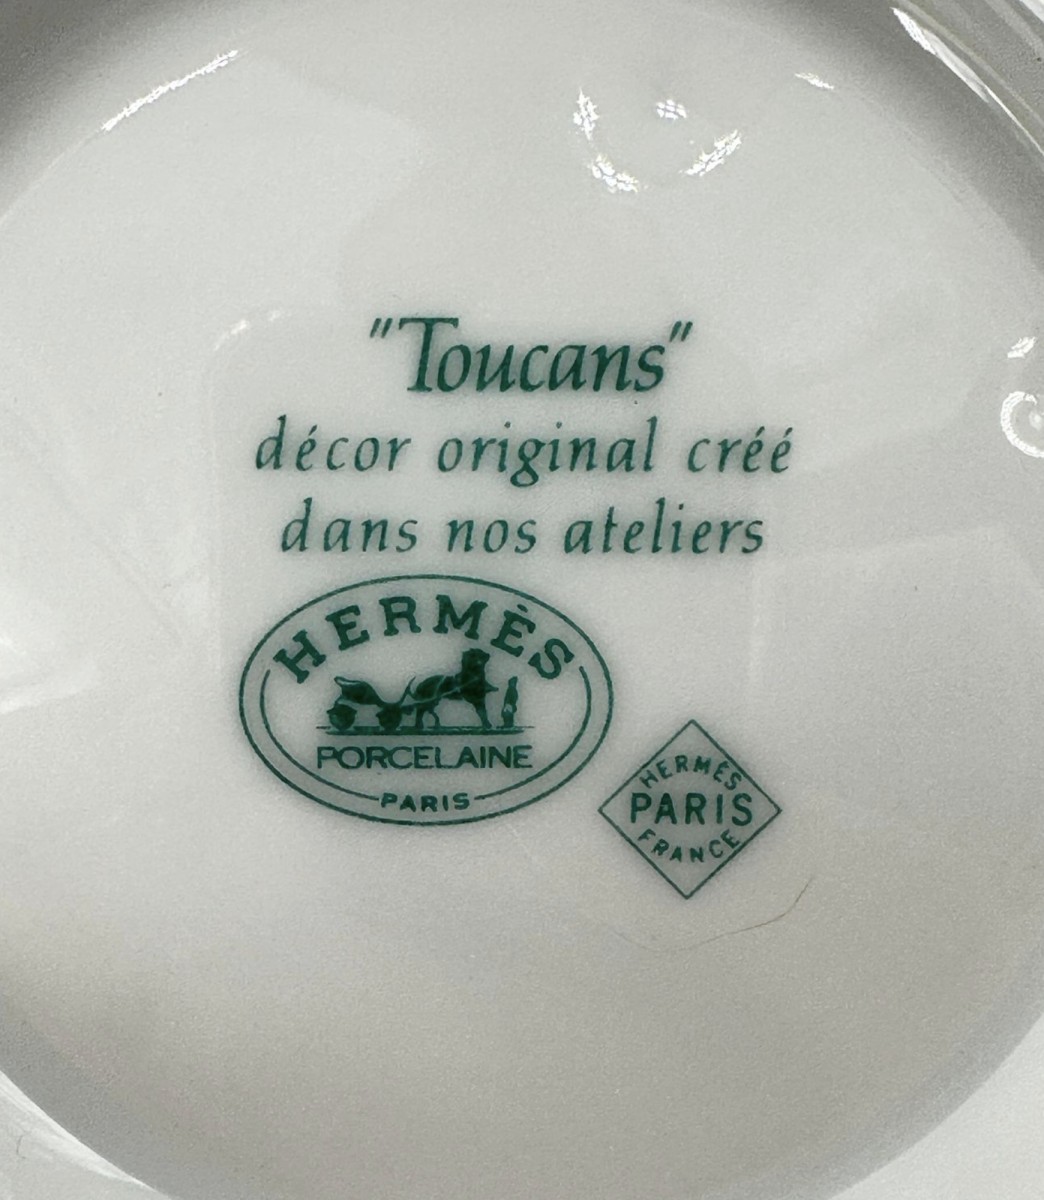 "Toucans"
décor original créé
dans nos ateliers
HERMÈS
PORCELAINE
PARIS
HERMÈS
PARIS
FRANCE